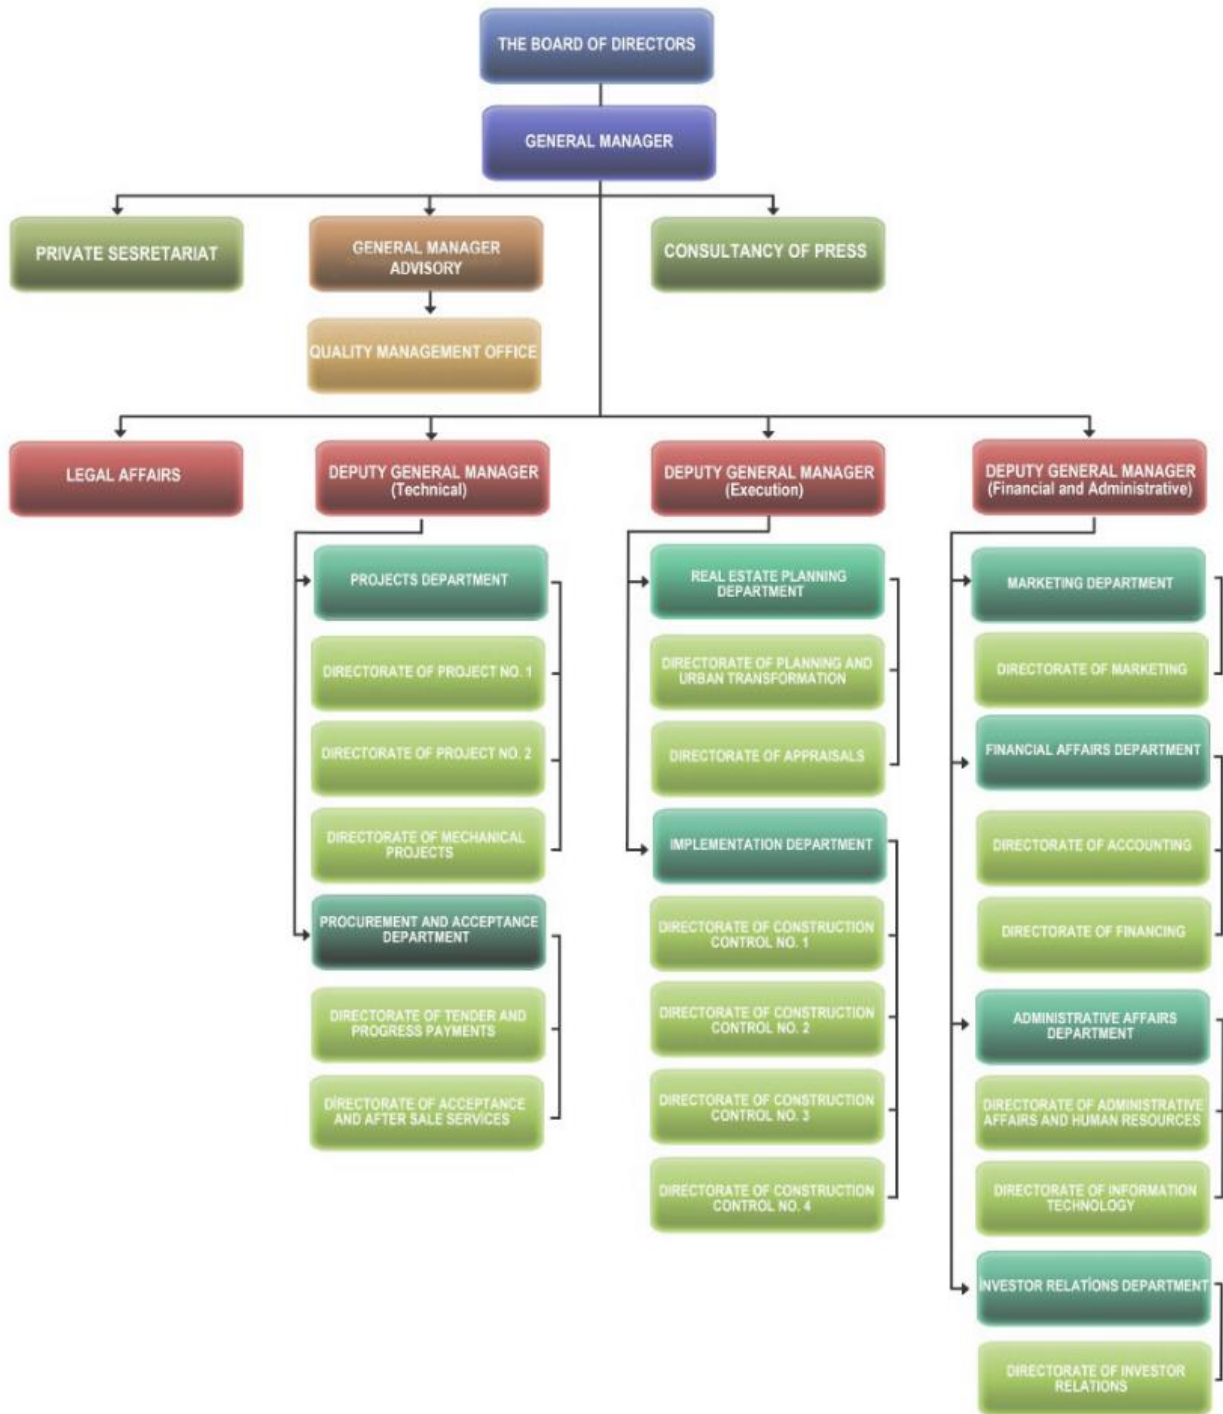 THE BOARD OF DIRECTORS
GENERAL MANAGER
PRIVATE SESRETARIAT
GENERAL MANAGER
ADVISORY
CONSULTANCY OF PRESS
QUALITY MANAGEMENT OFFICE
LEGAL AFFAIRS
DEPUTY GENERAL MANAGER
(Technical)
DEPUTY GENERAL MANAGER
(Execution)
DEPUTY GENERAL MANAGER
(Financial and Administrative)
PROJECTS DEPARTMENT
DIRECTORATE OF PROJECT NO. 1
DIRECTORATE OF PROJECT NO. 2
DIRECTORATE OF MECHANICAL
PROJECTS
PROCUREMENT AND ACCEPTANCE
DEPARTMENT
DIRECTORATE OF TENDER AND
PROGRESS PAYMENTS
DİRECTORATE OF ACCEPTANCE
AND AFTER SALE SERVICES
REAL ESTATE PLANNING
DEPARTMENT
DIRECTORATE OF PLANNING AND
URBAN TRANSFORMATION
DIRECTORATE OF APPRAISALS
IMPLEMENTATION DEPARTMENT
DIRECTORATE OF CONSTRUCTION
CONTROL NO. 1
DIRECTORATE OF CONSTRUCTION
CONTROL NO. 2
DIRECTORATE OF CONSTRUCTION
CONTROL NO. 3
DIRECTORATE OF CONSTRUCTION
CONTROL NO. 4
MARKETING DEPARTMENT
DIRECTORATE OF MARKETING
FINANCIAL AFFAIRS DEPARTMENT
DIRECTORATE OF ACCOUNTING
DIRECTORATE OF FINANCING
ADMINISTRATIVE AFFAIRS
DEPARTMENT
DIRECTORATE OF ADMINISTRATIVE
AFFAIRS AND HUMAN RESOURCES
DIRECTORATE OF INFORMATION
TECHNOLOGY
İNVESTOR RELATİONS DEPARTMENT
DIRECTORATE OF INVESTOR
RELATIONS